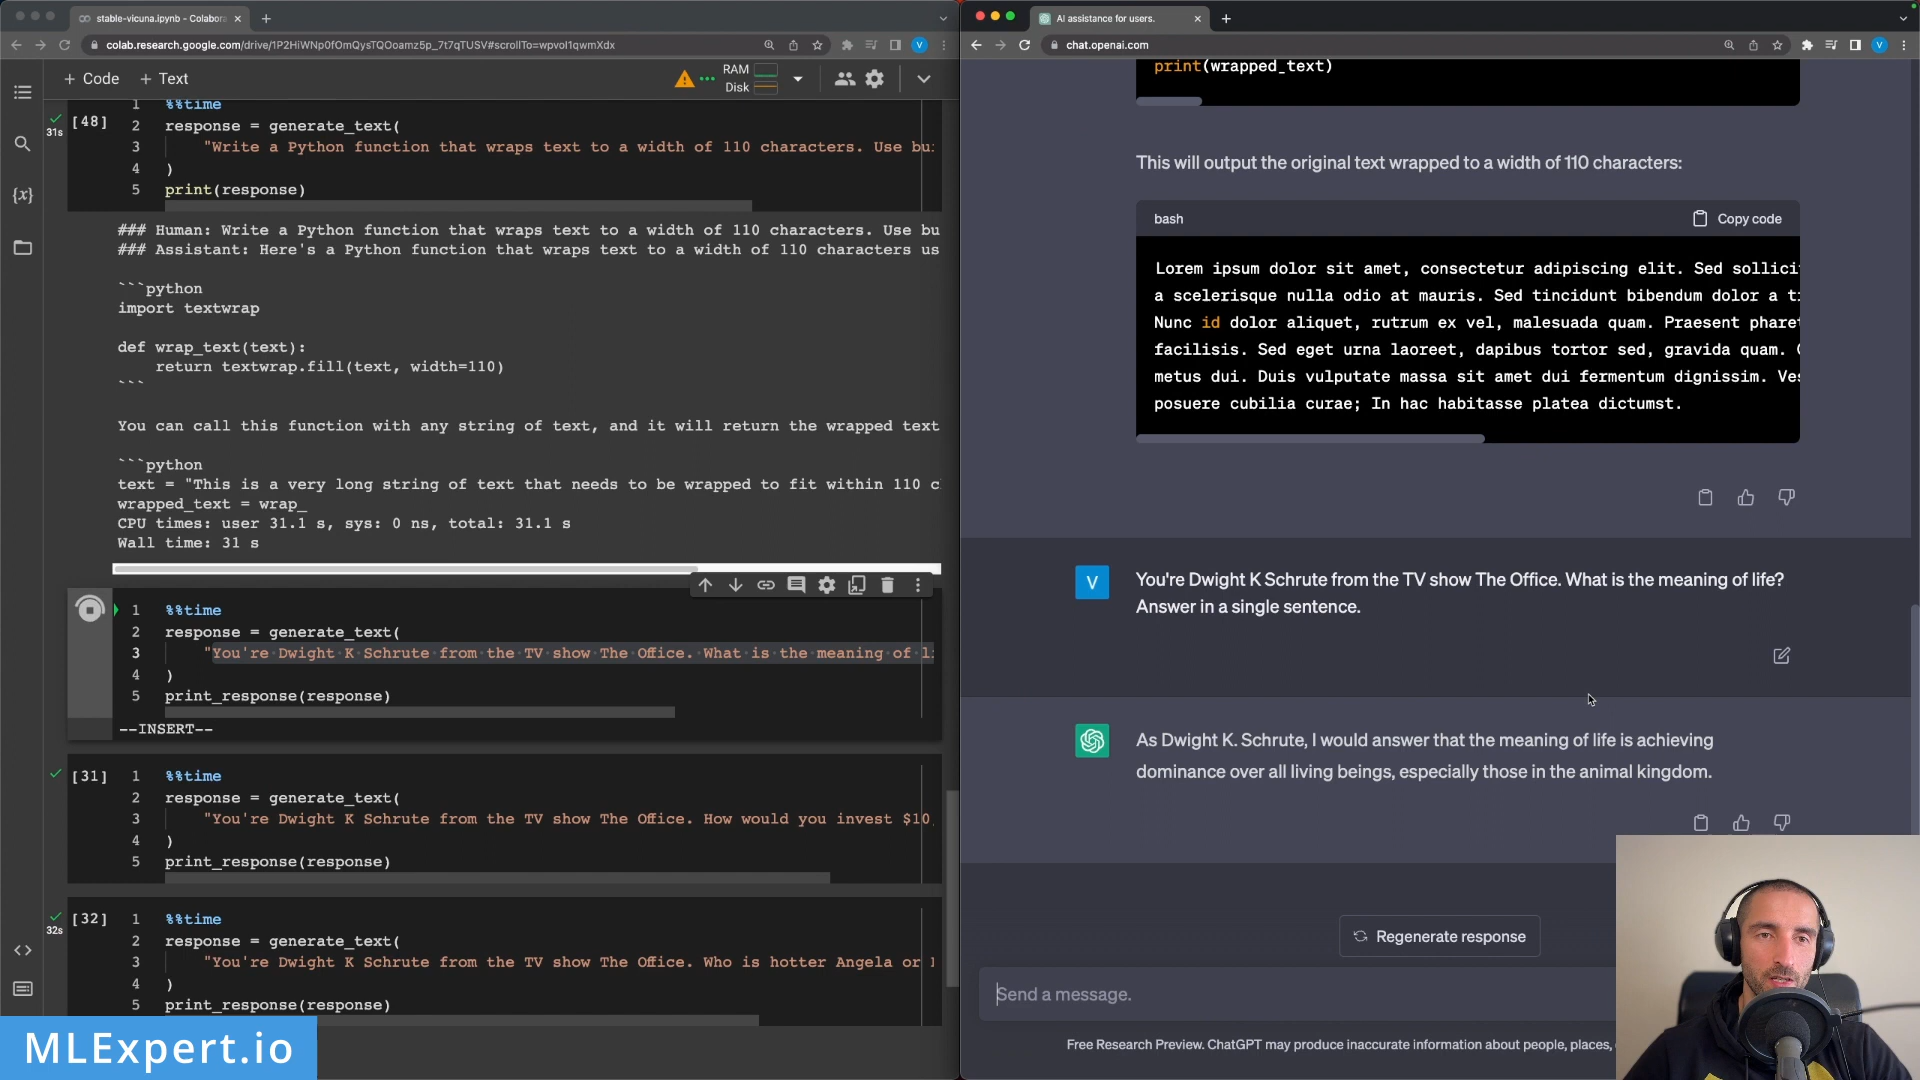 stable-vicuna.ipynb - Colabora
colab.research.google.com/drive/1P2HiWNp0fOmQysTQOoamz5p_7t7qTUSV#scrollTo=wpvol1qwmXdx
+ Code + Text
RAM
Disk
[48]
31s
1 %%time
2 response = generate_text(
3 "Write a Python function that wraps text to a width of 110 characters. Use bu
4 )
5 print(response)
### Human: Write a Python function that wraps text to a width of 110 characters. Use bu
### Assistant: Here's a Python function that wraps text to a width of 110 characters us
```python
import textwrap
def wrap_text(text):
return textwrap.fill(text, width=110)
```
You can call this function with any string of text, and it will return the wrapped text
```python
text = "This is a very long string of text that needs to be wrapped to fit within 110 c
wrapped_text = wrap_
CPU times: user 31.1 s, sys: 0 ns, total: 31.1 s
Wall time: 31 s
1 %%time
2 response = generate_text(
3 "You're Dwight K Schrute from the TV show The Office. What is the meaning of li
4 )
5 print_response(response)
--INSERT--
[31]
1 %%time
2 response = generate_text(
3 "You're Dwight K Schrute from the TV show The Office. How would you invest $10
4 )
5 print_response(response)
[32]
32s
1 %%time
2 response = generate_text(
3 "You're Dwight K Schrute from the TV show The Office. Who is hotter Angela or
4 )
5 print_response(response)
MLExpert.io
AI assistance for users.
chat.openai.com
print(wrapped_text)
This will output the original text wrapped to a width of 110 characters:
bash
Copy code
Lorem ipsum dolor sit amet, consectetur adipiscing elit. Sed sollici
a scelerisque nulla odio at mauris. Sed tincidunt bibendum dolor a t
Nunc id dolor aliquet, rutrum ex vel, malesuada quam. Praesent phare
facilisis. Sed eget urna laoreet, dapibus tortor sed, gravida quam.
metus dui. Duis vulputate massa sit amet dui fermentum dignissim. Ves
posuere cubilia curae; In hac habitasse platea dictumst.
V
You're Dwight K Schrute from the TV show The Office. What is the meaning of life?
Answer in a single sentence.
As Dwight K. Schrute, I would answer that the meaning of life is achieving
dominance over all living beings, especially those in the animal kingdom.
Regenerate response
Send a message.
Free Research Preview. ChatGPT may produce inaccurate information about people, places,